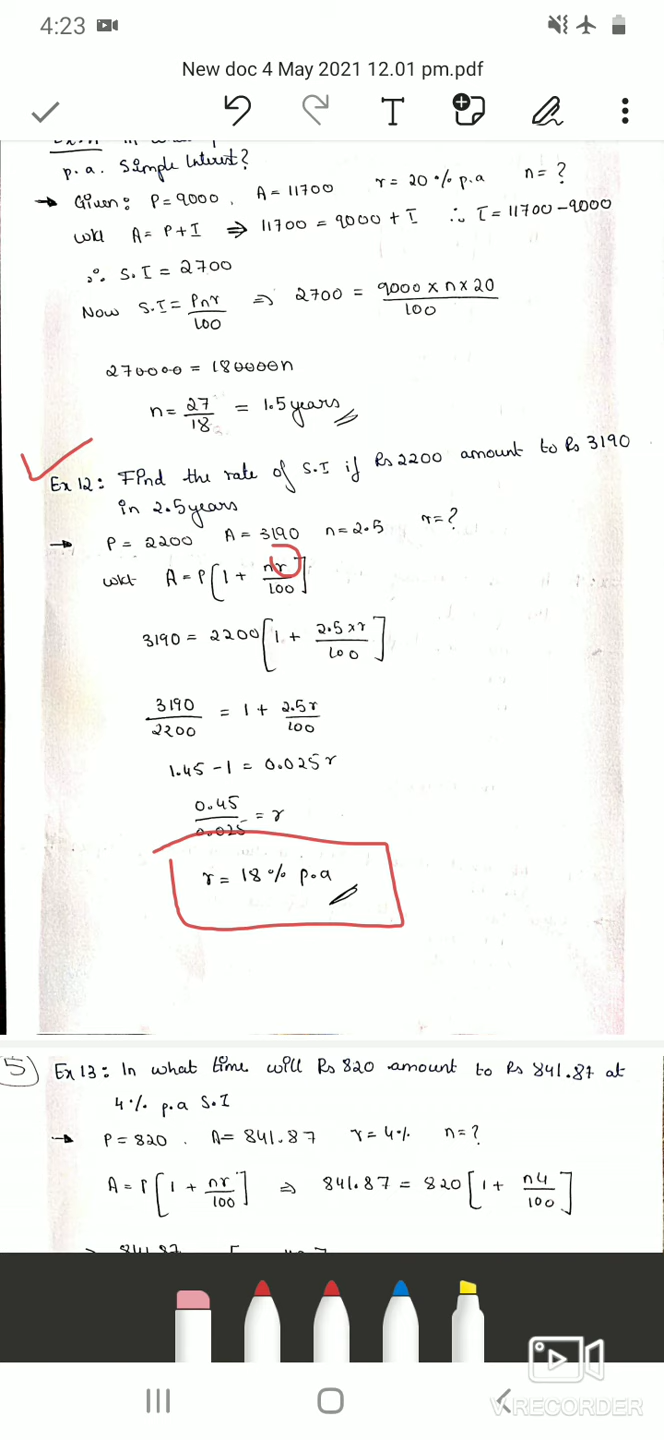 4:23
New doc 4 May 2021 12.01 pm.pdf
T
p.a. Simple Interest?
→ Given: P=9000, A=11700 r=20% p.a n=?
wkt A=P+I ⇒ 11700=9000+I ∴ I=11700-9000
∴ S.I=2700
Now S.I=Pnr/100 ⇒ 2700 = 9000×n×20/100
270000=180000n
n=27/18 = 1.5years
Ex 12: Find the rate of S.I if Rs 2200 amount to Rs 3190
in 2.5years
→ P=2200 A=3190 n=2.5 r=?
wkt A=P[1+nr/100]
3190=2200[1+2.5×r/100]
3190/2200 = 1+2.5r/100
1.45-1=0.025r
0.45/0.025=r
r=18% p.a
5) Ex 13: In what time will Rs 820 amount to Rs 841.87 at
4% p.a S.I
→ P=820. A=841.87 r=4% n=?
A=P[1+nr/100] ⇒ 841.87=820[1+n4/100]
V RECORDER